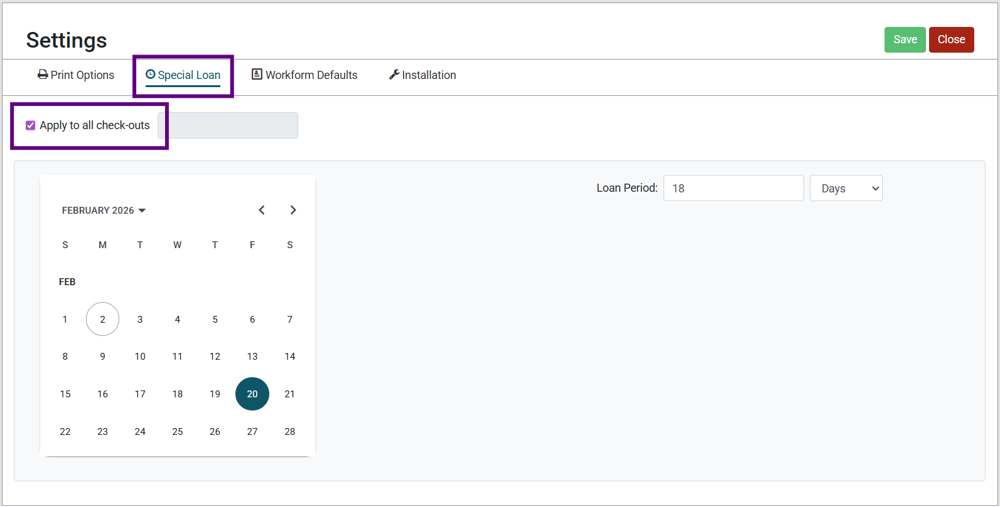 Settings
Save Close
Print Options Special Loan Workform Defaults Installation
Apply to all check-outs
Loan Period: 18 Days
FEBRUARY 2026
S M T W T F S
FEB
1 2 3 4 5 6 7
8 9 10 11 12 13 14
15 16 17 18 19 20 21
22 23 24 25 26 27 28